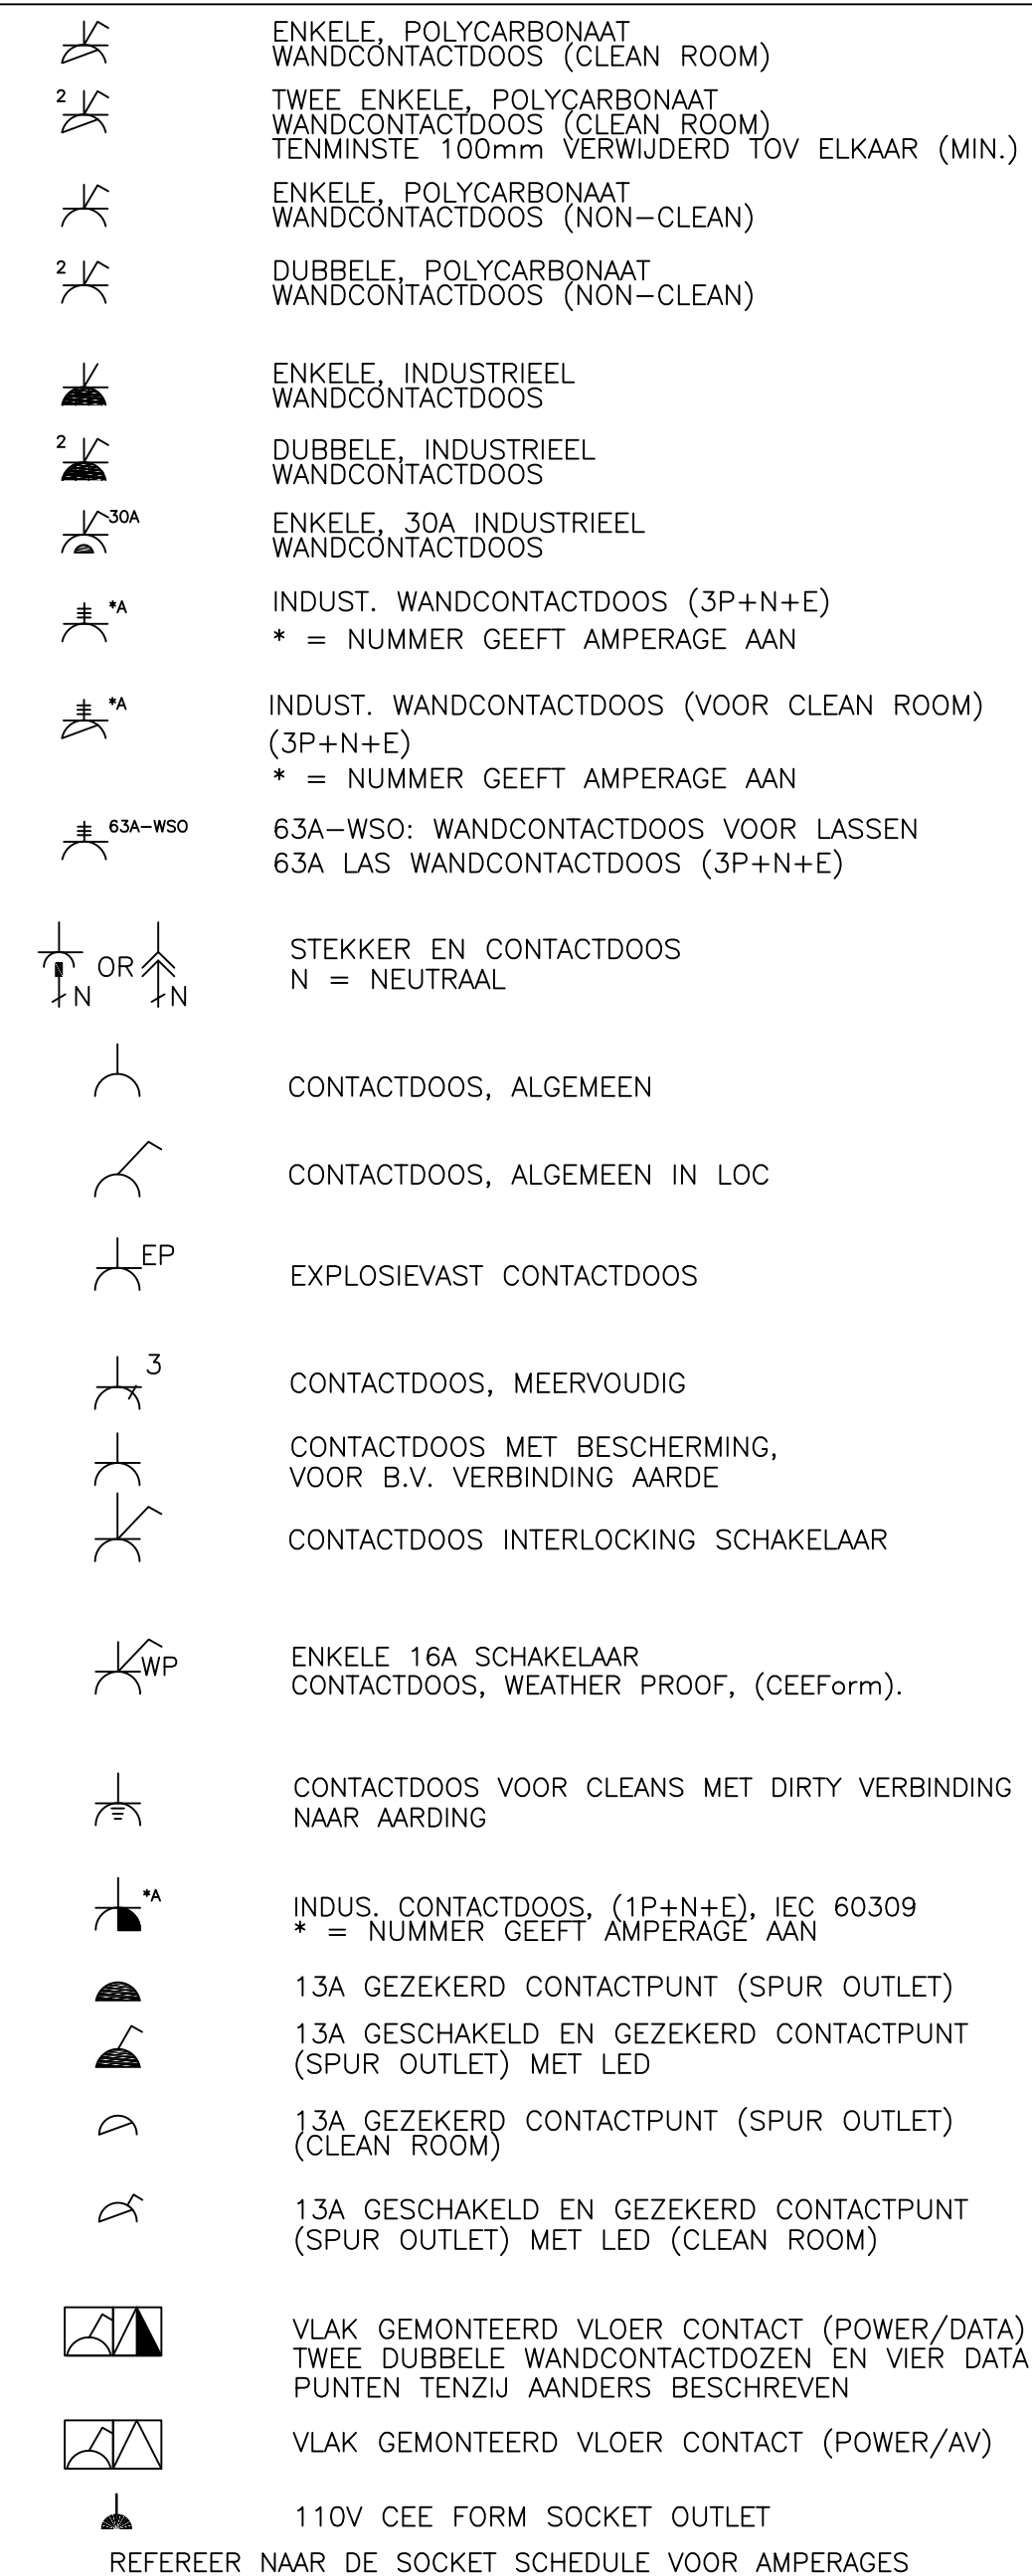 ENKELE, POLYCARBONAAT
WANDCONTACTDOOS (CLEAN ROOM)
2
TWEE ENKELE, POLYCARBONAAT
WANDCONTACTDOOS (CLEAN ROOM)
TENMINSTE 100mm VERWIJDERD TOV ELKAAR (MIN.)
ENKELE, POLYCARBONAAT
WANDCONTACTDOOS (NON-CLEAN)
2
DUBBELE, POLYCARBONAAT
WANDCONTACTDOOS (NON-CLEAN)
ENKELE, INDUSTRIEEL
WANDCONTACTDOOS
2
DUBBELE, INDUSTRIEEL
WANDCONTACTDOOS
30A
ENKELE, 30A INDUSTRIEEL
WANDCONTACTDOOS
*A
INDUST. WANDCONTACTDOOS (3P+N+E)
* = NUMMER GEEFT AMPERAGE AAN
*A
INDUST. WANDCONTACTDOOS (VOOR CLEAN ROOM)
(3P+N+E)
* = NUMMER GEEFT AMPERAGE AAN
63A-WSO
63A-WSO: WANDCONTACTDOOS VOOR LASSEN
63A LAS WANDCONTACTDOOS (3P+N+E)
OR
N N
STEKKER EN CONTACTDOOS
N = NEUTRAAL
CONTACTDOOS, ALGEMEEN
CONTACTDOOS, ALGEMEEN IN LOC
EP
EXPLOSIEVAST CONTACTDOOS
3
CONTACTDOOS, MEERVOUDIG
CONTACTDOOS MET BESCHERMING,
VOOR B.V. VERBINDING AARDE
CONTACTDOOS INTERLOCKING SCHAKELAAR
WP
ENKELE 16A SCHAKELAAR
CONTACTDOOS, WEATHER PROOF, (CEEForm).
CONTACTDOOS VOOR CLEANS MET DIRTY VERBINDING
NAAR AARDING
*A
INDUS. CONTACTDOOS, (1P+N+E), IEC 60309
* = NUMMER GEEFT AMPERAGE AAN
13A GEZEKERD CONTACTPUNT (SPUR OUTLET)
13A GESCHAKELD EN GEZEKERD CONTACTPUNT
(SPUR OUTLET) MET LED
13A GEZEKERD CONTACTPUNT (SPUR OUTLET)
(CLEAN ROOM)
13A GESCHAKELD EN GEZEKERD CONTACTPUNT
(SPUR OUTLET) MET LED (CLEAN ROOM)
VLAK GEMONTEERD VLOER CONTACT (POWER/DATA)
TWEE DUBBELE WANDCONTACTDOZEN EN VIER DATA
PUNTEN TENZIJ AANDERS BESCHREVEN
VLAK GEMONTEERD VLOER CONTACT (POWER/AV)
110V CEE FORM SOCKET OUTLET
REFEREER NAAR DE SOCKET SCHEDULE VOOR AMPERAGES